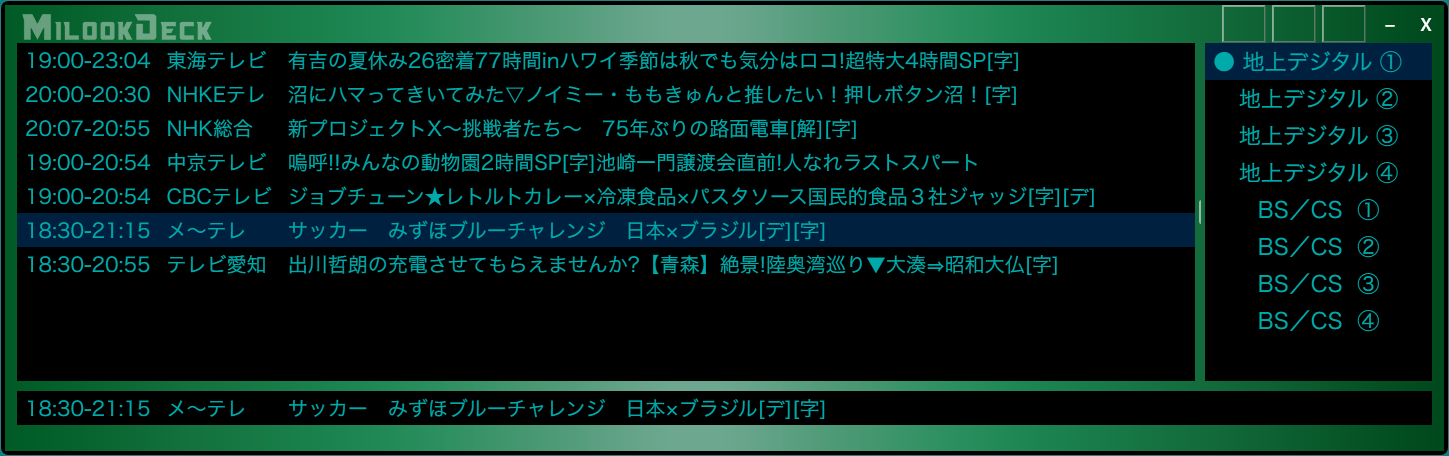 MILOOKDECK
– X
19:00-23:04 東海テレビ 有吉の夏休み26密着77時間inハワイ季節は秋でも気分はロコ!超特大4時間SP[字]
20:00-20:30 NHKEテレ 沼にハマってきいてみた▽ノイミー・ももきゅんと推したい！押しボタン沼！[字]
20:07-20:55 NHK総合 新プロジェクトX〜挑戦者たち〜　75年ぶりの路面電車[解][字]
19:00-20:54 中京テレビ 嗚呼!!みんなの動物園2時間SP[字]池崎一門譲渡会直前!人なれラストスパート
19:00-20:54 CBCテレビ ジョブチューン★レトルトカレー×冷凍食品×パスタソース国民的食品３社ジャッジ[字][デ]
18:30-21:15 メ〜テレ サッカー　みずほブルーチャレンジ　日本×ブラジル[デ][字]
18:30-20:55 テレビ愛知 出川哲朗の充電させてもらえませんか?【青森】絶景!陸奥湾巡り▼大湊⇒昭和大仏[字]
● 地上デジタル ①
地上デジタル ②
地上デジタル ③
地上デジタル ④
BS／CS ①
BS／CS ②
BS／CS ③
BS／CS ④
18:30-21:15 メ〜テレ サッカー　みずほブルーチャレンジ　日本×ブラジル[デ][字]